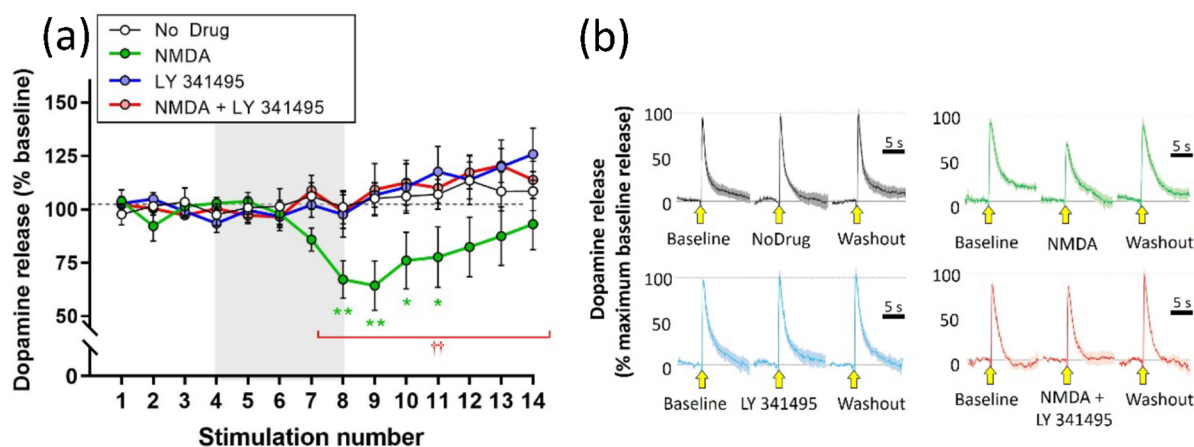 (a)
No Drug
NMDA
LY 341495
NMDA + LY 341495
Dopamine release (% baseline)
150
125
100
75
50
0
**
**
*
*
††
1 2 3 4 5 6 7 8 9 10 11 12 13 14
Stimulation number
(b)
Dopamine release
(% maximum baseline release)
100
50
0
5 s
Baseline
NoDrug
Washout
100
50
0
5 s
Baseline
NMDA
Washout
100
50
0
5 s
Baseline
LY 341495
Washout
100
50
0
5 s
Baseline
NMDA +
LY 341495
Washout